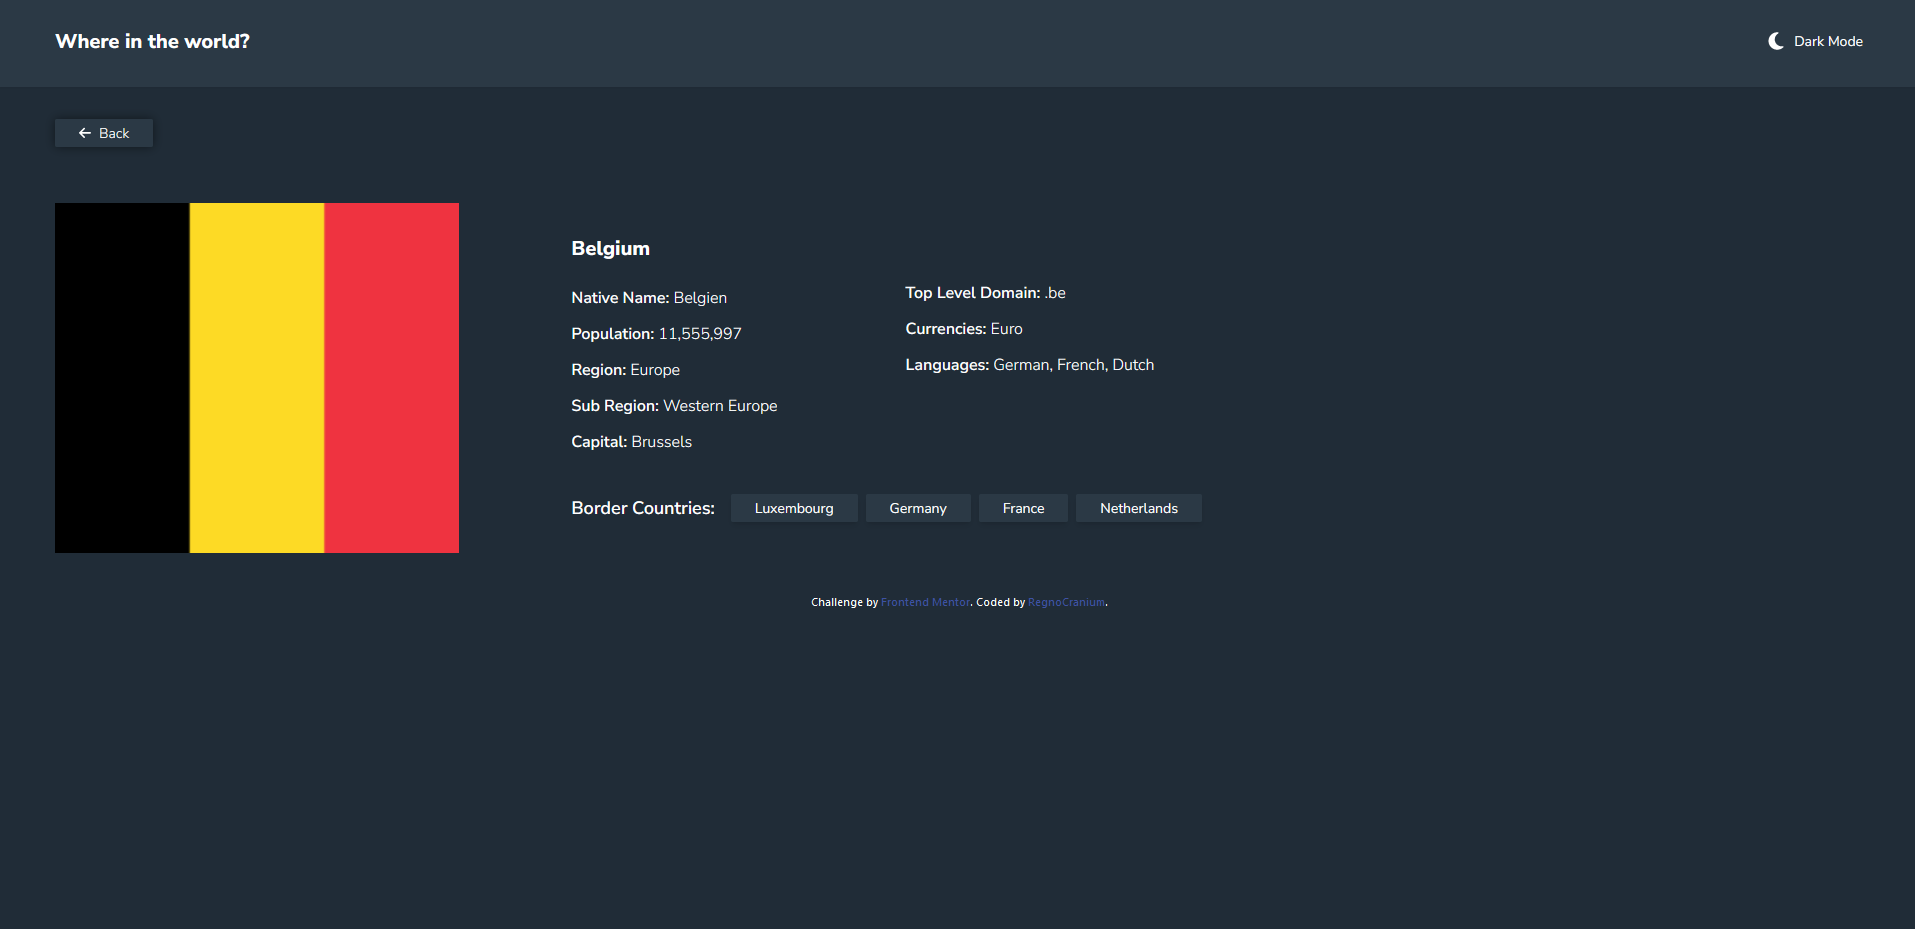 Where in the world?
Dark Mode
Back
Belgium
Native Name: Belgien
Population: 11,555,997
Region: Europe
Sub Region: Western Europe
Capital: Brussels
Top Level Domain: .be
Currencies: Euro
Languages: German, French, Dutch
Border Countries: Luxembourg Germany France Netherlands
Challenge by Frontend Mentor. Coded by RegnoCranium.